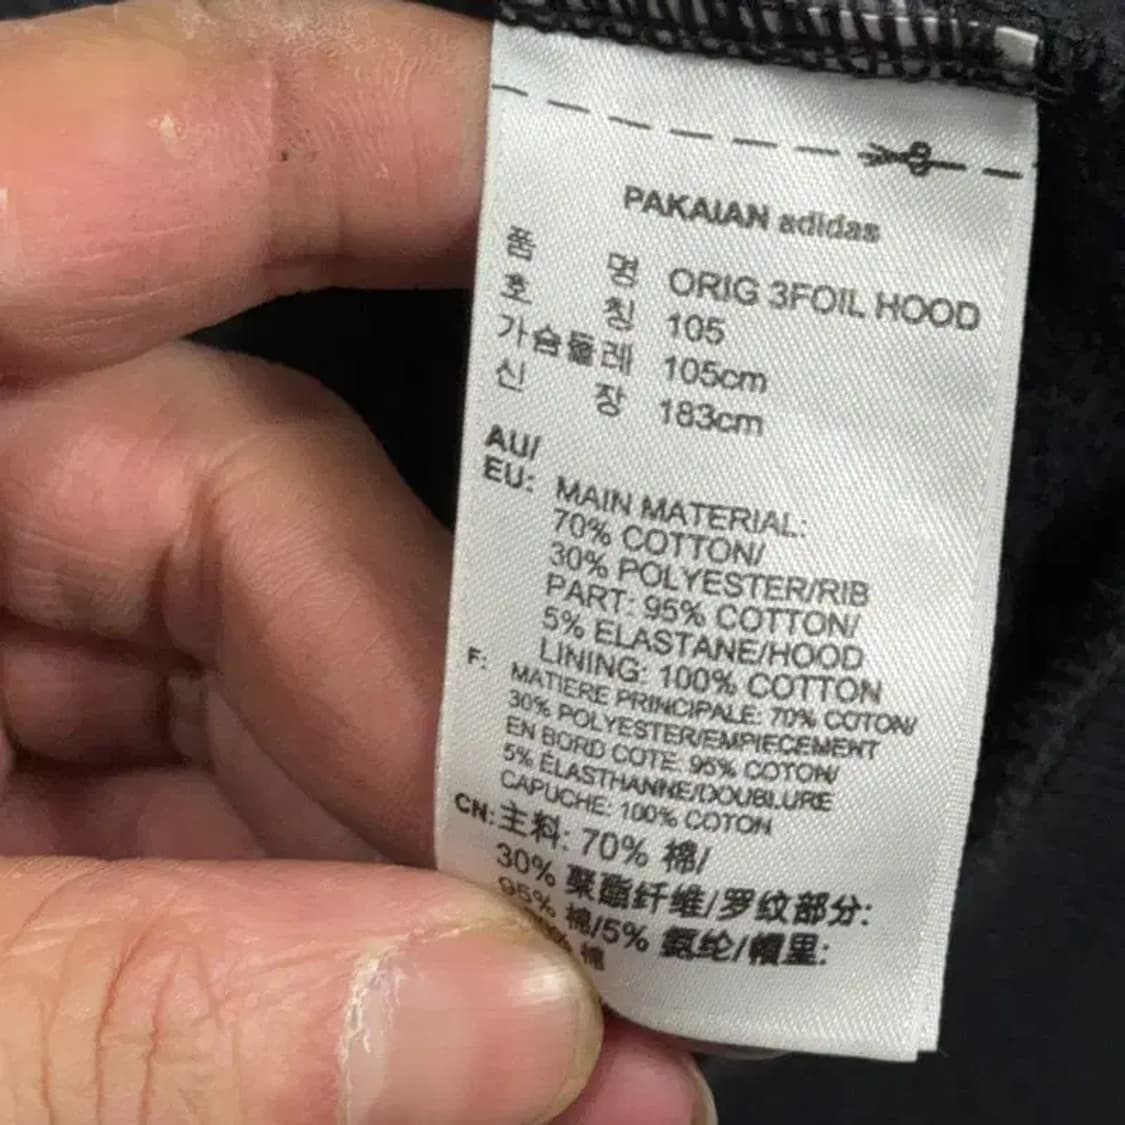 PAKAIAN adidas
품 명 ORIG 3FOIL HOOD
호 칭 105
가슴둘레 105cm
신 장 183cm
AU/
EU: MAIN MATERIAL:
70% COTTON/
30% POLYESTER/RIB
PART: 95% COTTON/
5% ELASTANE/HOOD
LINING: 100% COTTON
F: MATIERE PRINCIPALE: 70% COTON/
30% POLYESTER/EMPIECEMENT
EN BORD COTE 95% COTON/
5% ELASTHANNE/DOUBLURE
CAPUCHE: 100% COTON
CN: 主料: 70% 棉/
30% 聚酯纤维/罗纹部分:
95% 棉/5% 氨纶/帽里:
% 棉